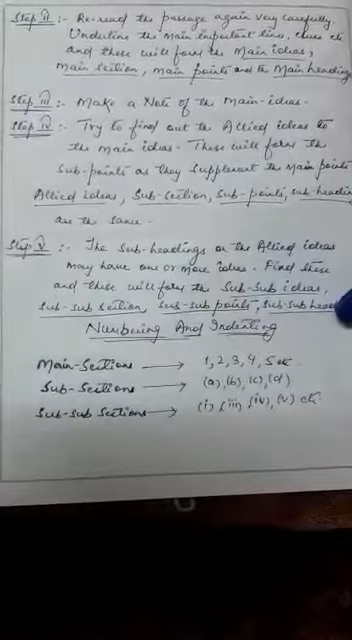 Step ii :- Re-read the passage again very carefully.
Underline the main important lines, clues etc
and these will form the Main ideas,
main section, main points and the Main heading
Step iii :- Make a Note of the Main-ideas.
Step iv :- Try to find out the Allied ideas to
the main ideas. These will form the
Sub-points as they supplement the Main points
Allied ideas, Sub-section, Sub-points, sub-heading
are the same.
Step v :- The Sub-headings or the Allied ideas
may have one or more ideas. Find these
and these will form the Sub-Sub ideas,
Sub-sub section, Sub-sub points, Sub-sub head
Numbering And Indenting
Main-Sections → 1, 2, 3, 4, 5 etc.
Sub-Sections → (a), (b), (c), (d)
Sub-Sub Sections → (i), (iii), (iv), (v) etc